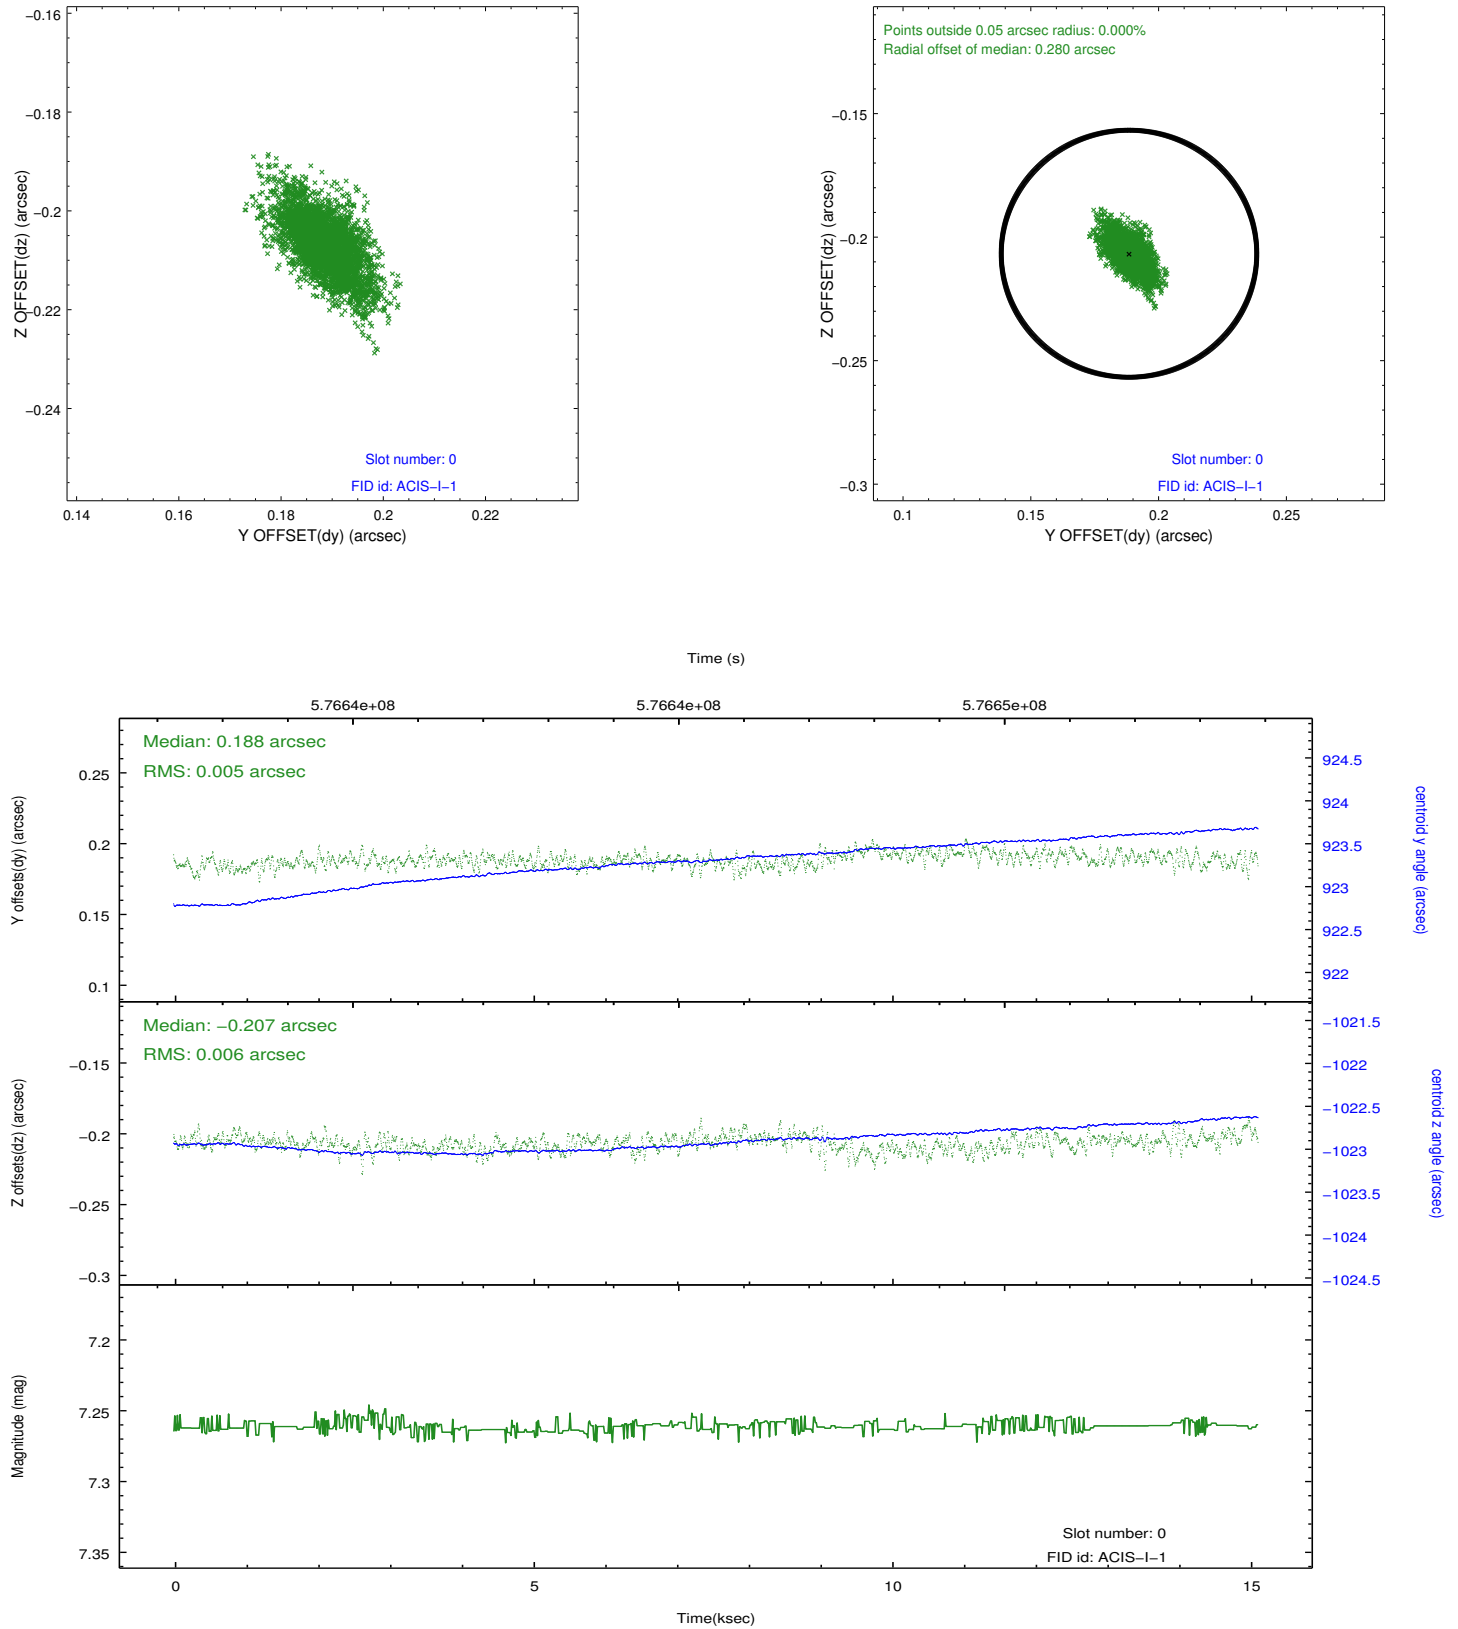 −0.16
−0.18
−0.2
−0.22
−0.24
Z OFFSET(dz) (arcsec)
Slot number: 0
FID id: ACIS−I−1
0.14
0.16
0.18
0.2
0.22
Y OFFSET(dy) (arcsec)
Points outside 0.05 arcsec radius: 0.000%
Radial offset of median: 0.280 arcsec
−0.15
−0.2
−0.25
−0.3
Z OFFSET(dz) (arcsec)
Slot number: 0
FID id: ACIS−I−1
0.1
0.15
0.2
0.25
Y OFFSET(dy) (arcsec)
Time (s)
5.7664e+08
5.7664e+08
5.7665e+08
Median: 0.188 arcsec
RMS: 0.005 arcsec
0.25
0.2
0.15
0.1
Y offsets(dy) (arcsec)
924.5
924
923.5
923
922.5
922
centroid y angle (arcsec)
Median: −0.207 arcsec
RMS: 0.006 arcsec
−0.15
−0.2
−0.25
−0.3
Z offsets(dz) (arcsec)
−1021.5
−1022
−1022.5
−1023
−1023.5
−1024
−1024.5
centroid z angle (arcsec)
7.2
7.25
7.3
7.35
Magnitude (mag)
Slot number: 0
FID id: ACIS−I−1
0
5
10
15
Time(ksec)